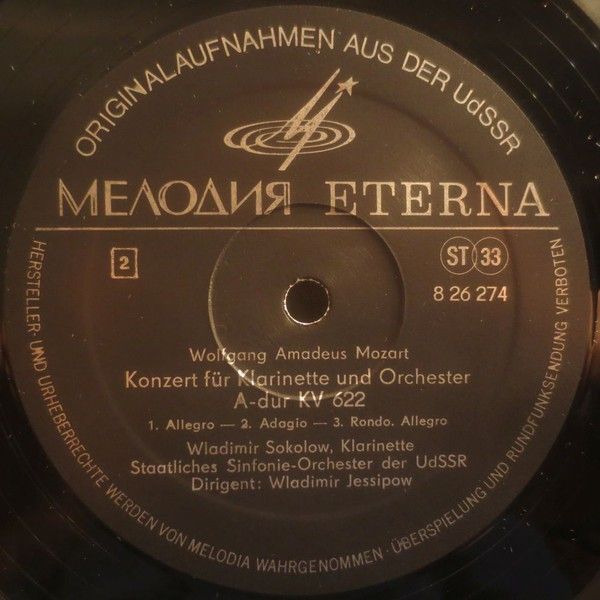 ORIGINALAUFNAHMEN AUS DER UdSSR
МЕЛОДИЯ ETERNA
2
ST 33
8 26 274
Wolfgang Amadeus Mozart
Konzert für Klarinette und Orchester
A-dur KV 622
1. Allegro — 2. Adagio — 3. Rondo. Allegro
Wladimir Sokolow, Klarinette
Staatliches Sinfonie-Orchester der UdSSR
Dirigent: Wladimir Jessipow
HERSTELLER- UND URHEBERRECHTE WERDEN VON MELODIA WAHRGENOMMEN · ÜBERSPIELUNG UND RUNDFUNKSENDUNG VERBOTEN